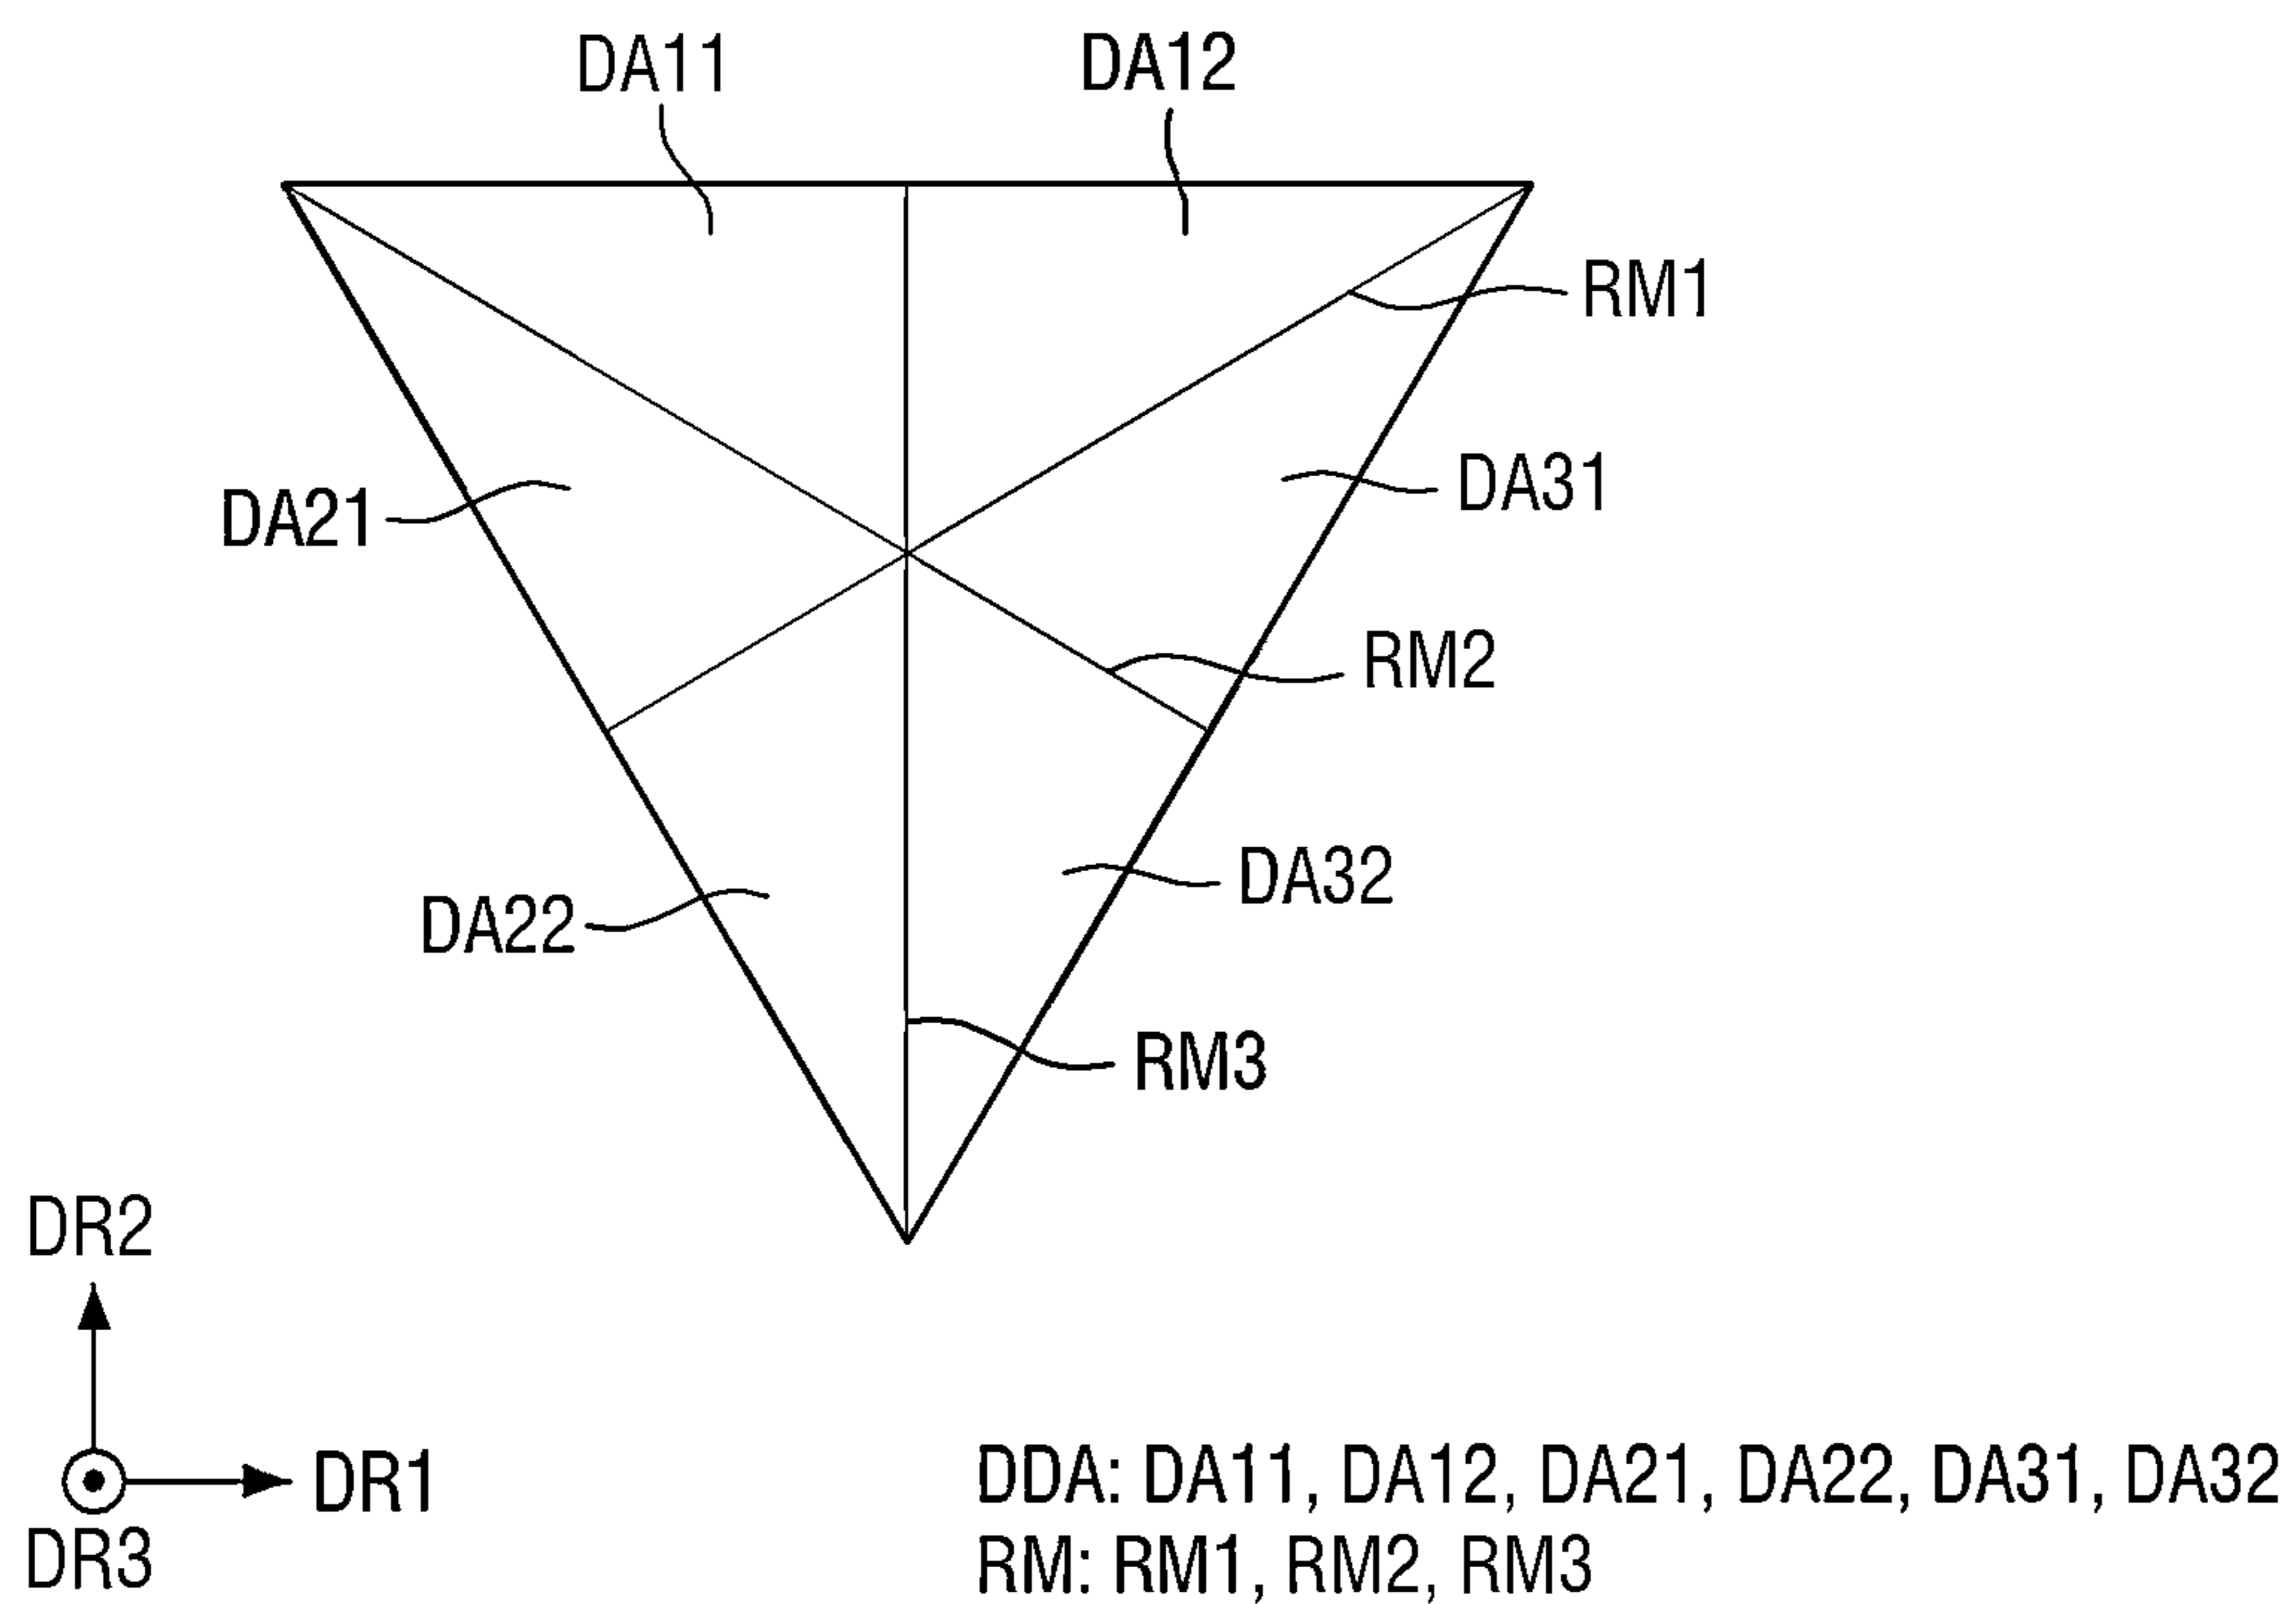 DA11
DA12
RM1
DA31
DA21
RM2
DA32
DA22
RM3
DR2
DR1
DR3
DDA: DA11, DA12, DA21, DA22, DA31, DA32
RM: RM1, RM2, RM3